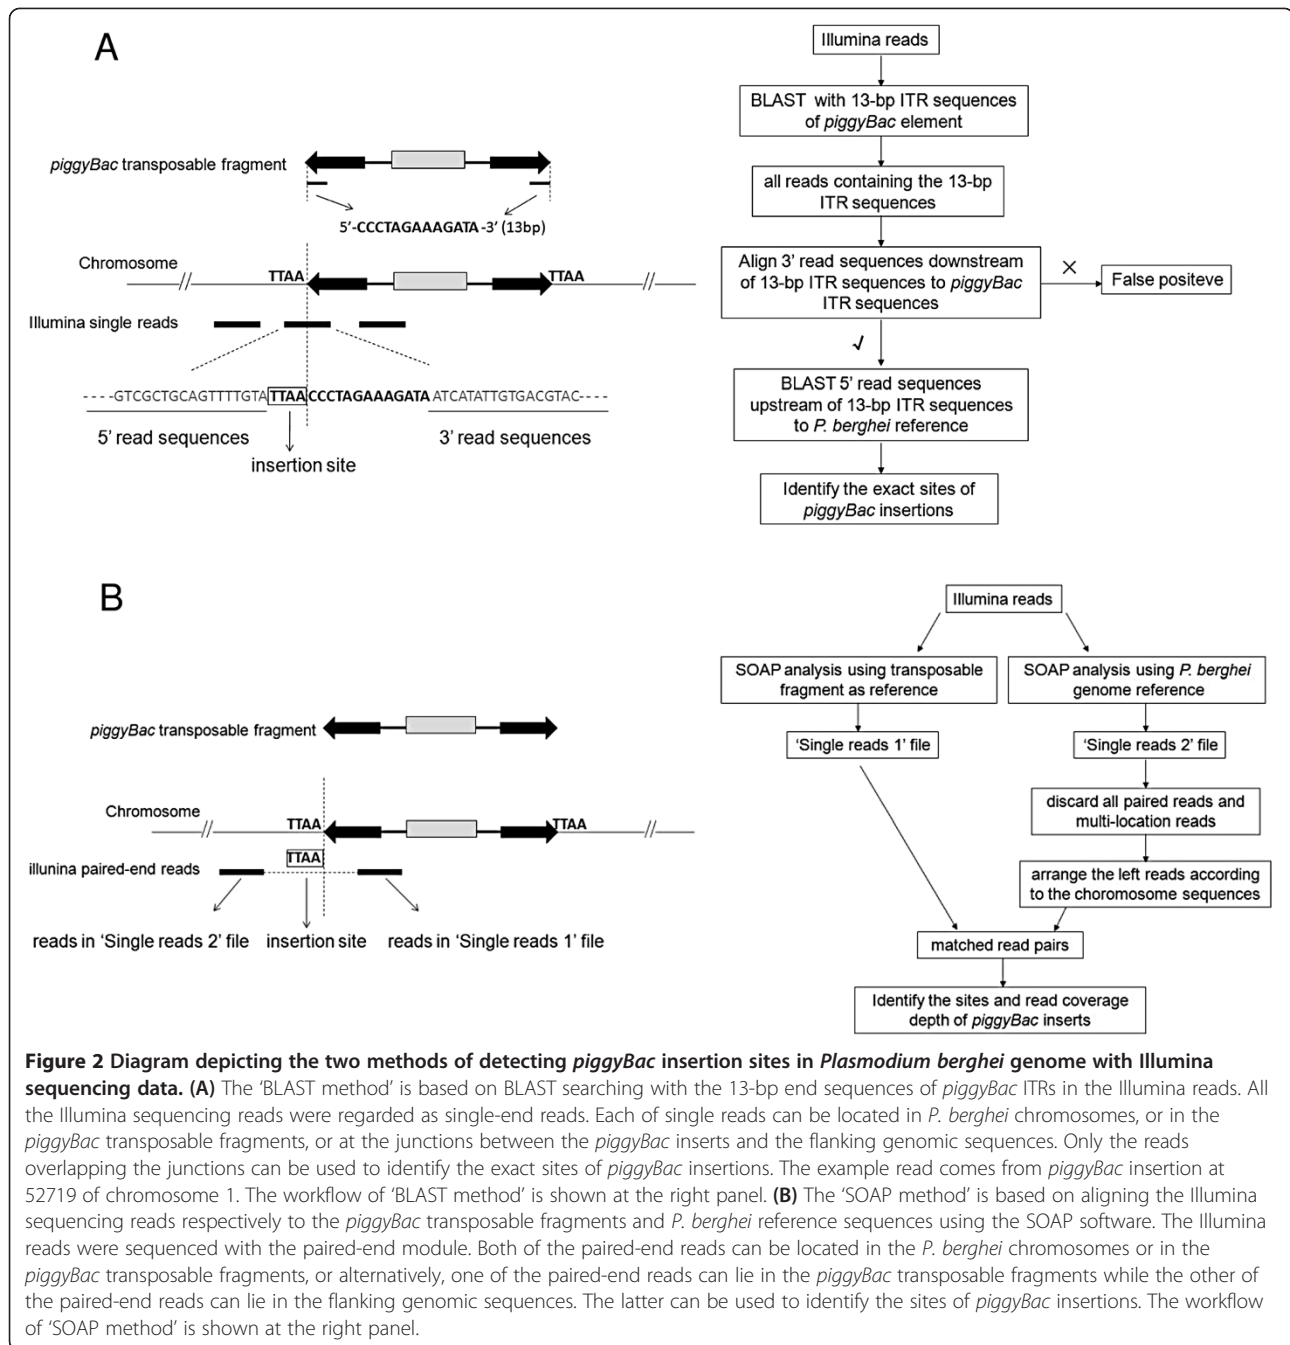 A
piggyBac transposable fragment
5'-CCCTAGAAAGATA-3' (13bp)
Chromosome
TTAA
TTAA
//
//
Illumina single reads
----GTCGCTGCAGTTTTGTATTAACCCTAGAAAGATAATCATATTGTGACGTAC----
5' read sequences
3' read sequences
insertion site
Illumina reads
BLAST with 13-bp ITR sequences
of piggyBac element
all reads containing the 13-bp
ITR sequences
Align 3' read sequences downstream
of 13-bp ITR sequences to piggyBac
ITR sequences
×
False positeve
√
BLAST 5' read sequences
upstream of 13-bp ITR sequences
to P. berghei reference
Identify the exact sites of
piggyBac insertions
B
piggyBac transposable fragment
Chromosome
TTAA
TTAA
//
//
TTAA
illunina paired-end reads
reads in 'Single reads 2' file
insertion site
reads in 'Single reads 1' file
Illumina reads
SOAP analysis using transposable
fragment as reference
SOAP analysis using P. berghei
genome reference
'Single reads 1' file
'Single reads 2' file
discard all paired reads and
multi-location reads
arrange the left reads according
to the choromosome sequences
matched read pairs
Identify the sites and read coverage
depth of piggyBac inserts
Figure 2 Diagram depicting the two methods of detecting piggyBac insertion sites in Plasmodium berghei genome with Illumina
sequencing data. (A) The 'BLAST method' is based on BLAST searching with the 13-bp end sequences of piggyBac ITRs in the Illumina reads. All
the Illumina sequencing reads were regarded as single-end reads. Each of single reads can be located in P. berghei chromosomes, or in the
piggyBac transposable fragments, or at the junctions between the piggyBac inserts and the flanking genomic sequences. Only the reads
overlapping the junctions can be used to identify the exact sites of piggyBac insertions. The example read comes from piggyBac insertion at
52719 of chromosome 1. The workflow of 'BLAST method' is shown at the right panel. (B) The 'SOAP method' is based on aligning the Illumina
sequencing reads respectively to the piggyBac transposable fragments and P. berghei reference sequences using the SOAP software. The Illumina
reads were sequenced with the paired-end module. Both of the paired-end reads can be located in the P. berghei chromosomes or in the
piggyBac transposable fragments, or alternatively, one of the paired-end reads can lie in the piggyBac transposable fragments while the other of
the paired-end reads can lie in the flanking genomic sequences. The latter can be used to identify the sites of piggyBac insertions. The workflow
of 'SOAP method' is shown at the right panel.